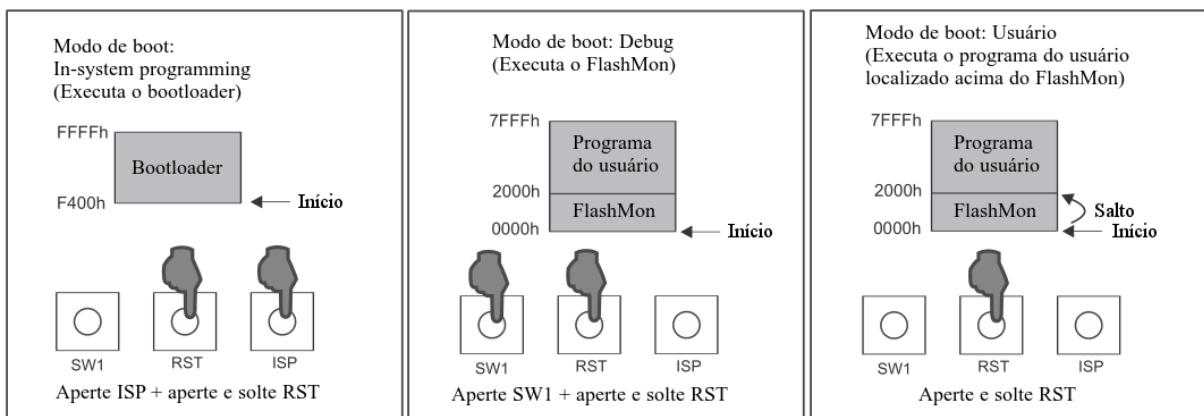 Modo de boot:
In-system programming
(Executa o bootloader)
FFFFh
Bootloader
F400h
Início
SW1
RST
ISP
Aperte ISP + aperte e solte RST
Modo de boot: Debug
(Executa o FlashMon)
7FFFh
Programa
do usuário
2000h
FlashMon
0000h
Início
SW1
RST
ISP
Aperte SW1 + aperte e solte RST
Modo de boot: Usuário
(Executa o programa do usuário
localizado acima do FlashMon)
7FFFh
Programa
do usuário
2000h
FlashMon
Salto
0000h
Início
SW1
RST
ISP
Aperte e solte RST